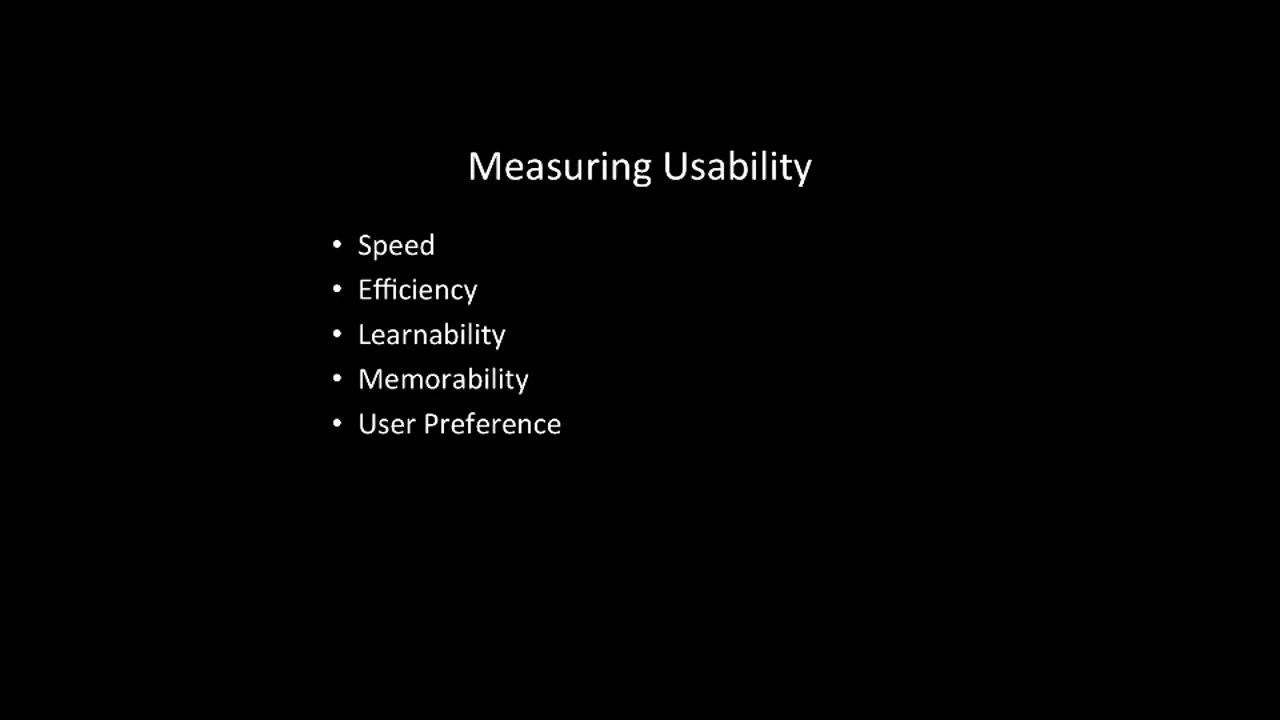 Measuring Usability
• Speed
• Efficiency
• Learnability
• Memorability
• User Preference